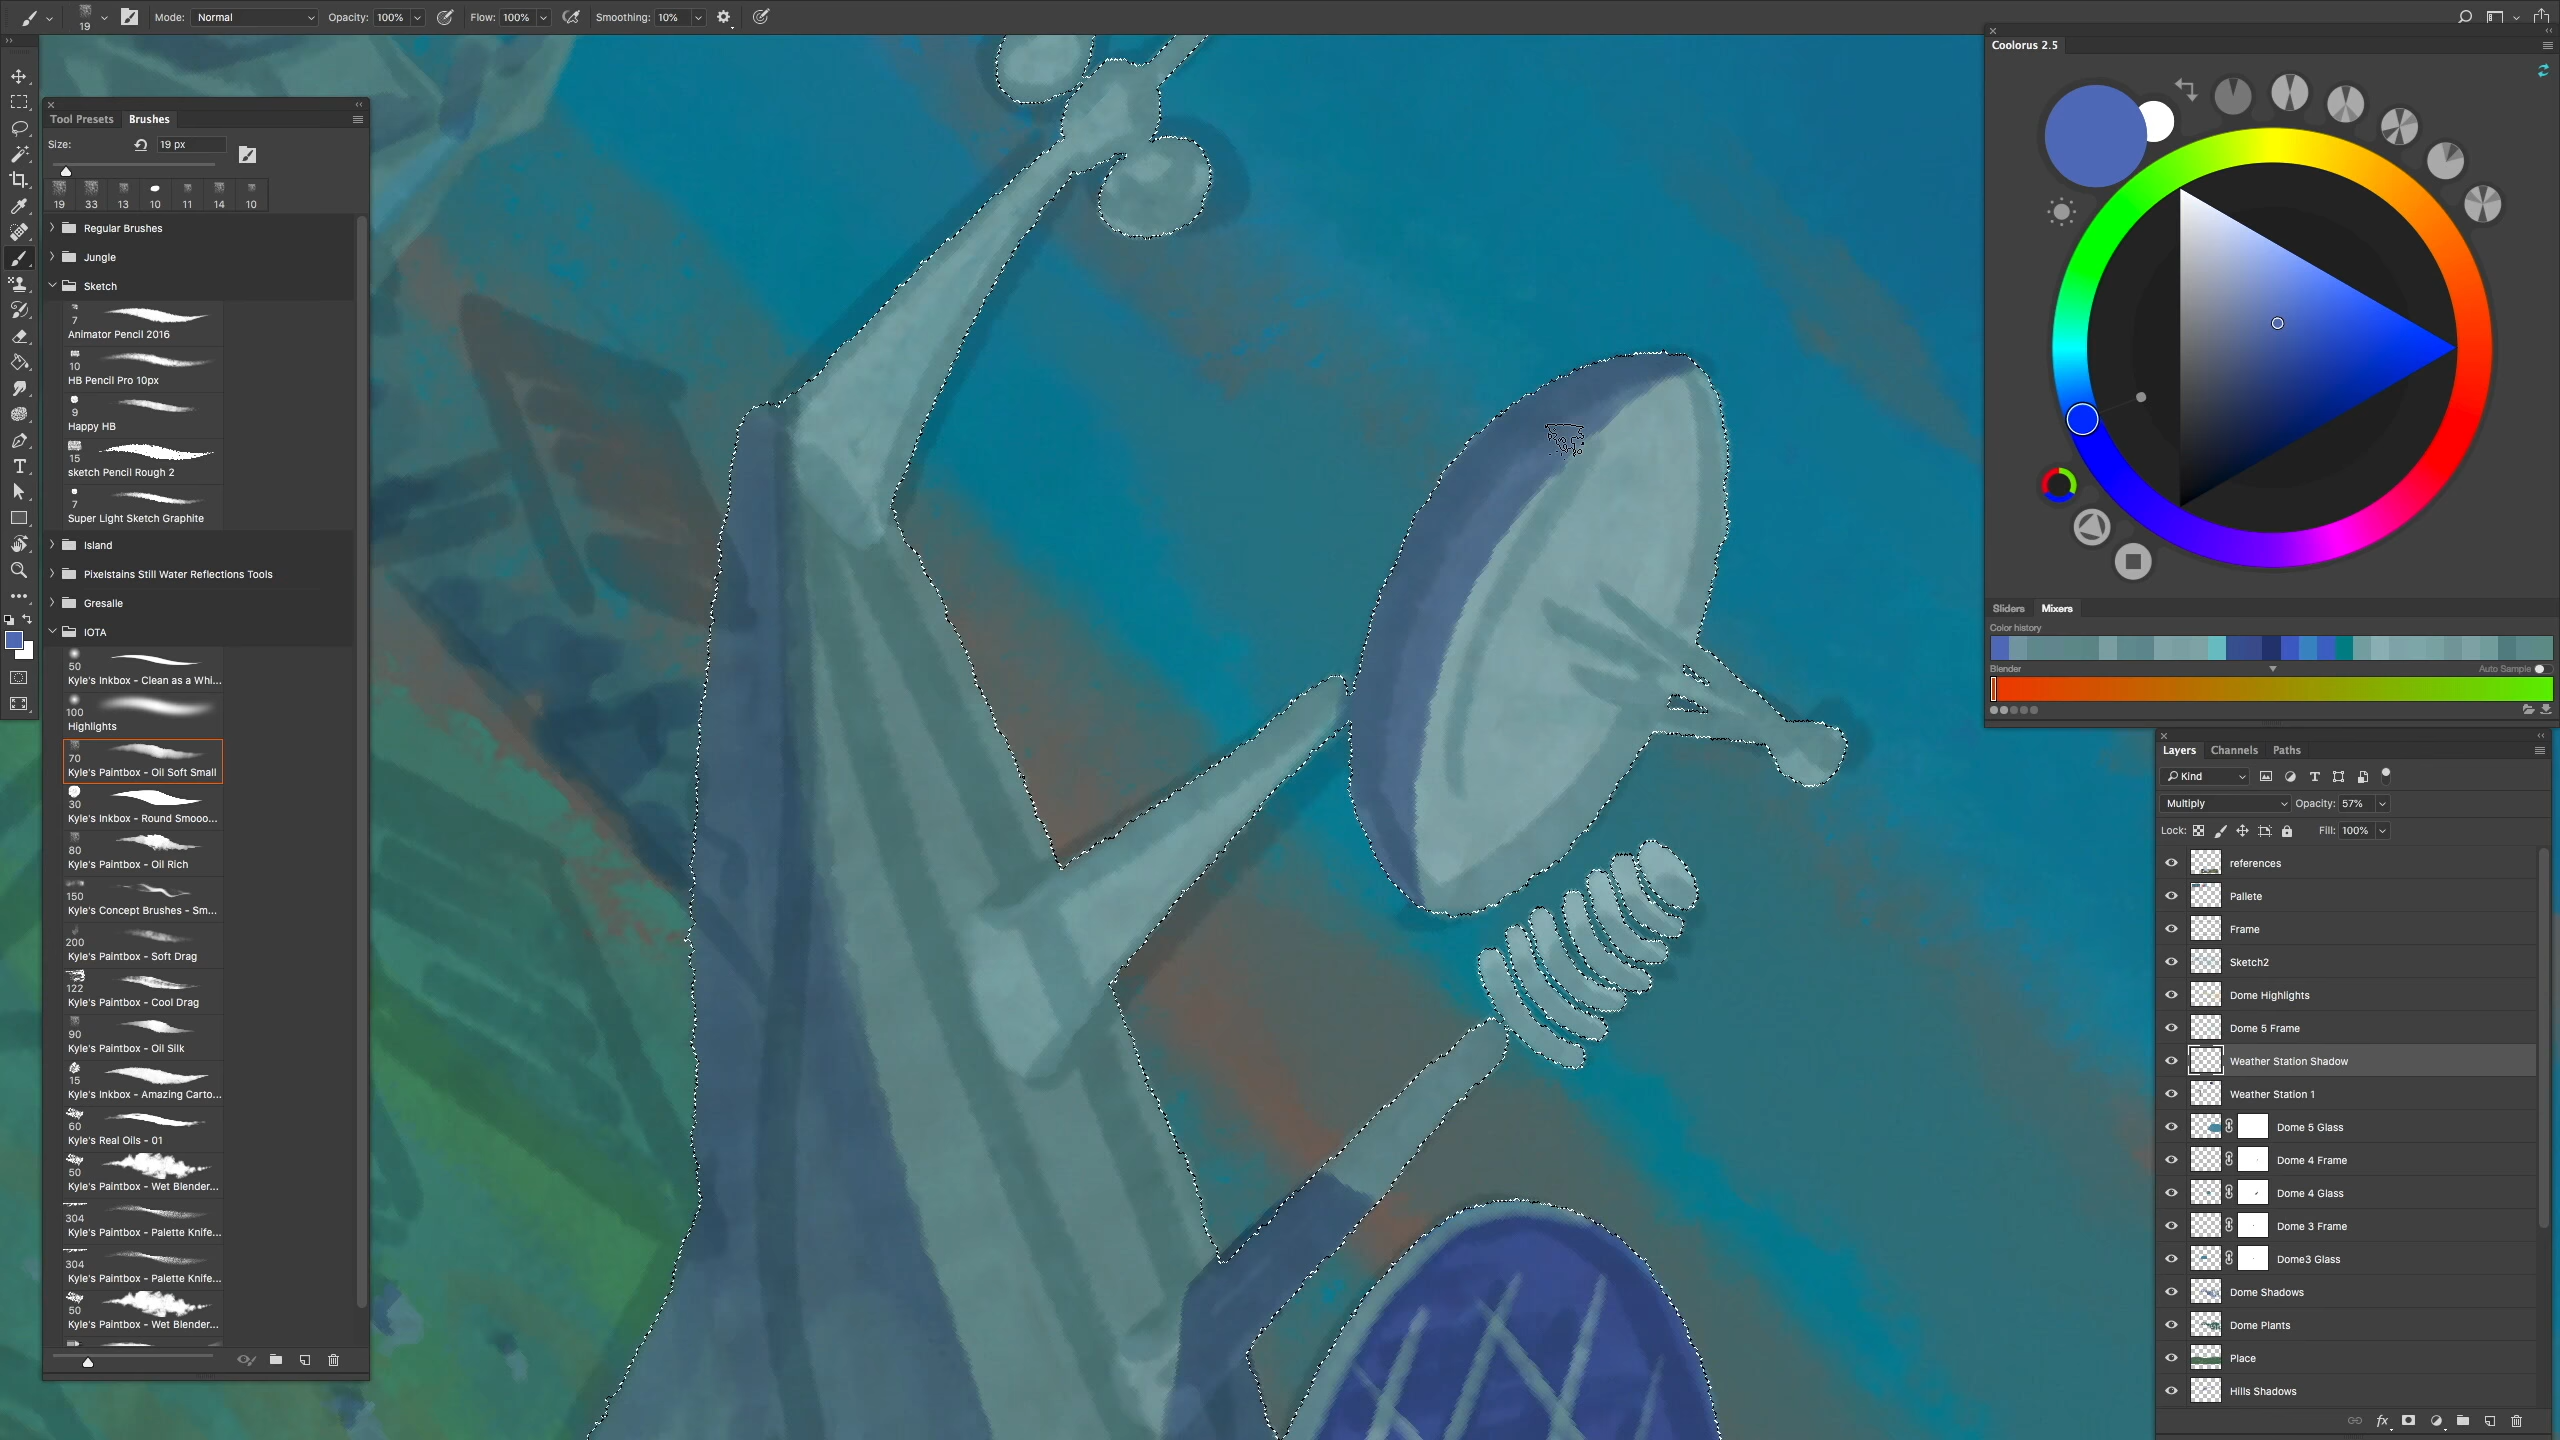 19
Mode: Normal
Opacity: 100%
Flow: 100%
Smoothing: 10%
Tool Presets
Brushes
Size:
19 px
19 33 13 10 11 14 10
Regular Brushes
Jungle
Sketch
7
Animator Pencil 2016
10
HB Pencil Pro 10px
9
Happy HB
15
sketch Pencil Rough 2
7
Super Light Sketch Graphite
Island
Pixelstains Still Water Reflections Tools
Gresalle
IOTA
50
Kyle's Inkbox - Clean as a Whi...
100
Highlights
70
Kyle's Paintbox - Oil Soft Small
30
Kyle's Inkbox - Round Smooo...
80
Kyle's Paintbox - Oil Rich
150
Kyle's Concept Brushes - Sm...
200
Kyle's Paintbox - Soft Drag
122
Kyle's Paintbox - Cool Drag
90
Kyle's Paintbox - Oil Silk
15
Kyle's Inkbox - Amazing Carto...
60
Kyle's Real Oils - 01
50
Kyle's Paintbox - Wet Blender...
304
Kyle's Paintbox - Palette Knife...
304
Kyle's Paintbox - Palette Knife...
50
Kyle's Paintbox - Wet Blender...
Coolorus 2.5
Sliders
Mixers
Color history
Blender
Auto Sample
Layers
Channels
Paths
Kind
Multiply
Opacity: 57%
Lock:
Fill: 100%
references
Pallete
Frame
Sketch2
Dome Highlights
Dome 5 Frame
Weather Station Shadow
Weather Station 1
Dome 5 Glass
Dome 4 Frame
Dome 4 Glass
Dome 3 Frame
Dome3 Glass
Dome Shadows
Dome Plants
Place
Hills Shadows
fx